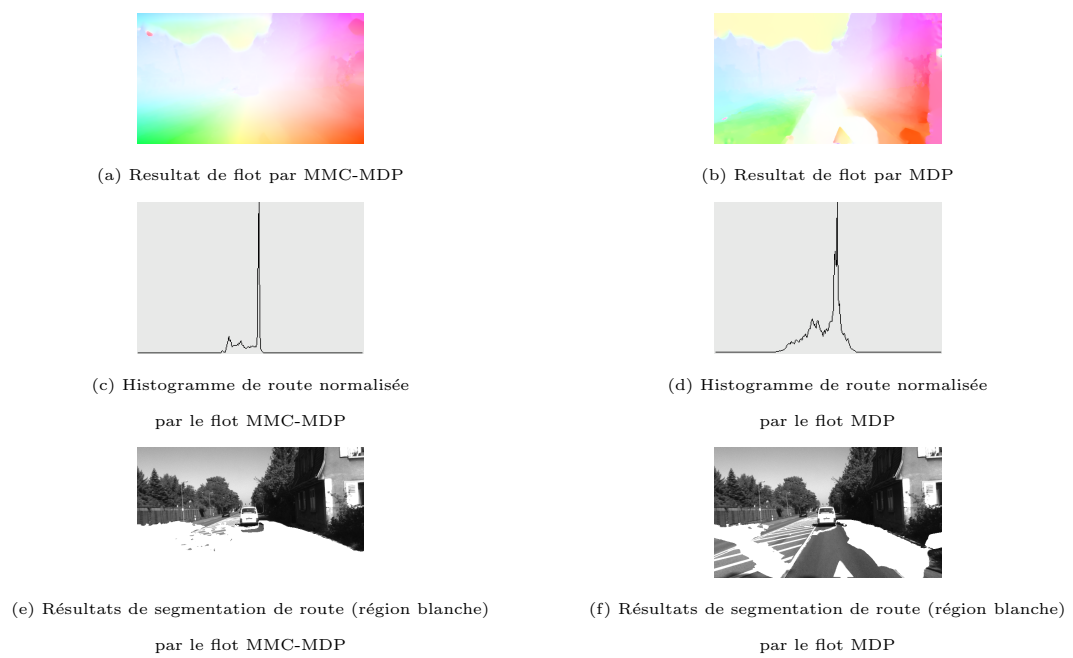 (a) Resultat de flot par MMC-MDP
(b) Resultat de flot par MDP
(c) Histogramme de route normalisée
par le flot MMC-MDP
(d) Histogramme de route normalisée
par le flot MDP
(e) Résultats de segmentation de route (région blanche)
par le flot MMC-MDP
(f) Résultats de segmentation de route (région blanche)
par le flot MDP